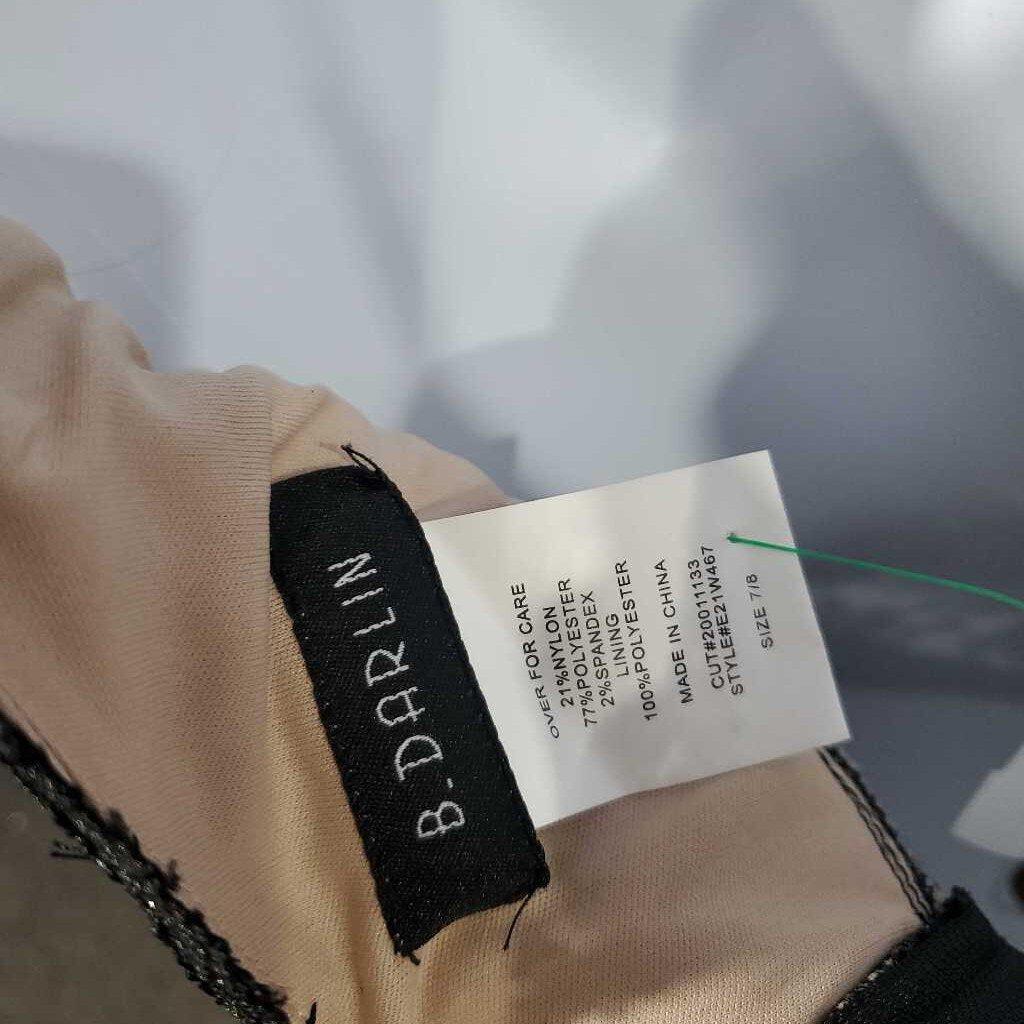 B.DARLIN
OVER FOR CARE
21%NYLON
77%POLYESTER
2%SPANDEX
LINING
100%POLYESTER
MADE IN CHINA
CUT#20011133
STYLE#E21W467
SIZE 7/8